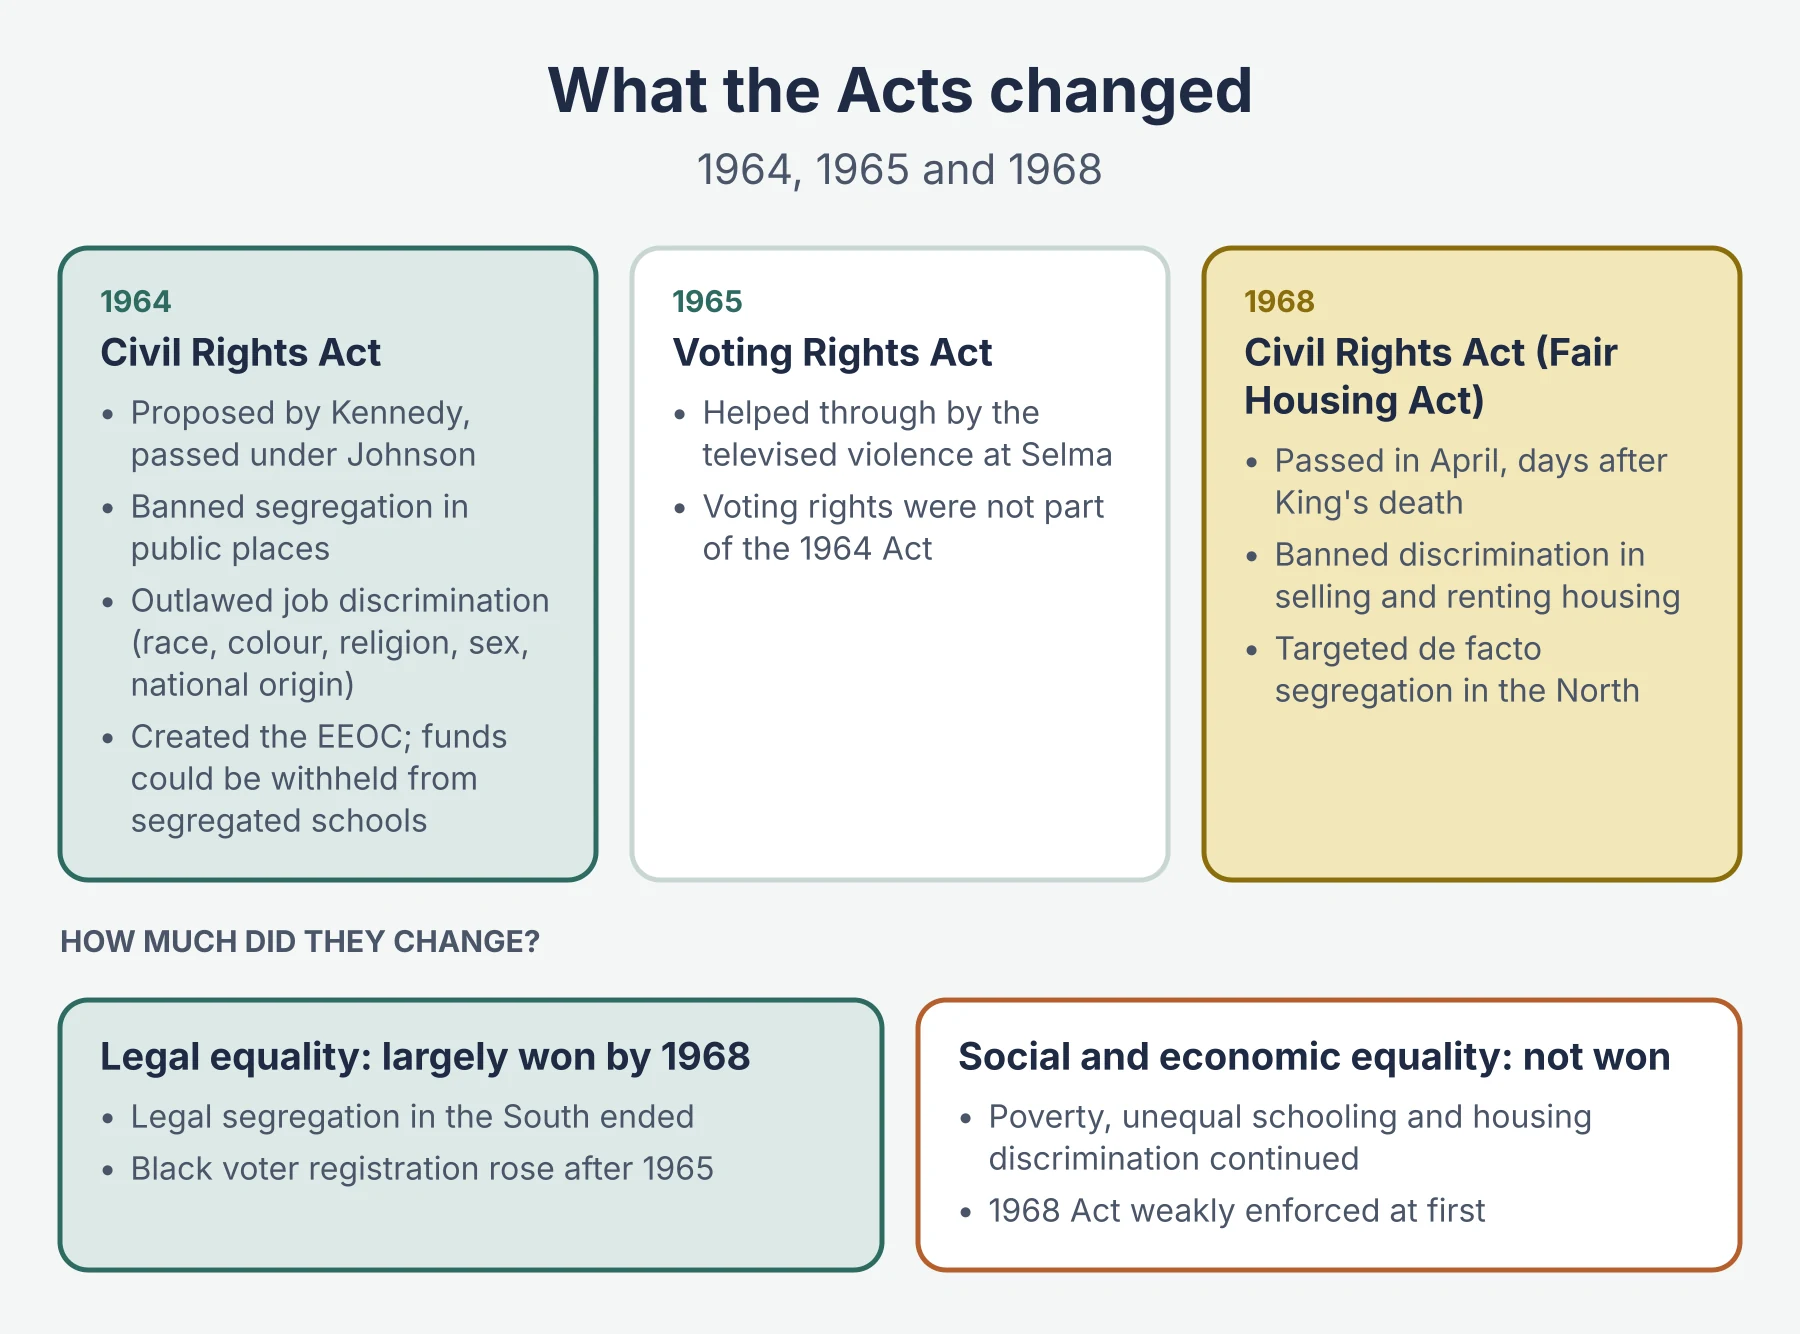 What the Acts changed
1964, 1965 and 1968
1964
Civil Rights Act
• Proposed by Kennedy,
passed under Johnson
• Banned segregation in
public places
• Outlawed job discrimination
(race, colour, religion, sex,
national origin)
• Created the EEOC; funds
could be withheld from
segregated schools
1965
Voting Rights Act
• Helped through by the
televised violence at Selma
• Voting rights were not part
of the 1964 Act
1968
Civil Rights Act (Fair
Housing Act)
• Passed in April, days after
King's death
• Banned discrimination in
selling and renting housing
• Targeted de facto
segregation in the North
HOW MUCH DID THEY CHANGE?
Legal equality: largely won by 1968
• Legal segregation in the South ended
• Black voter registration rose after 1965
Social and economic equality: not won
• Poverty, unequal schooling and housing
discrimination continued
• 1968 Act weakly enforced at first